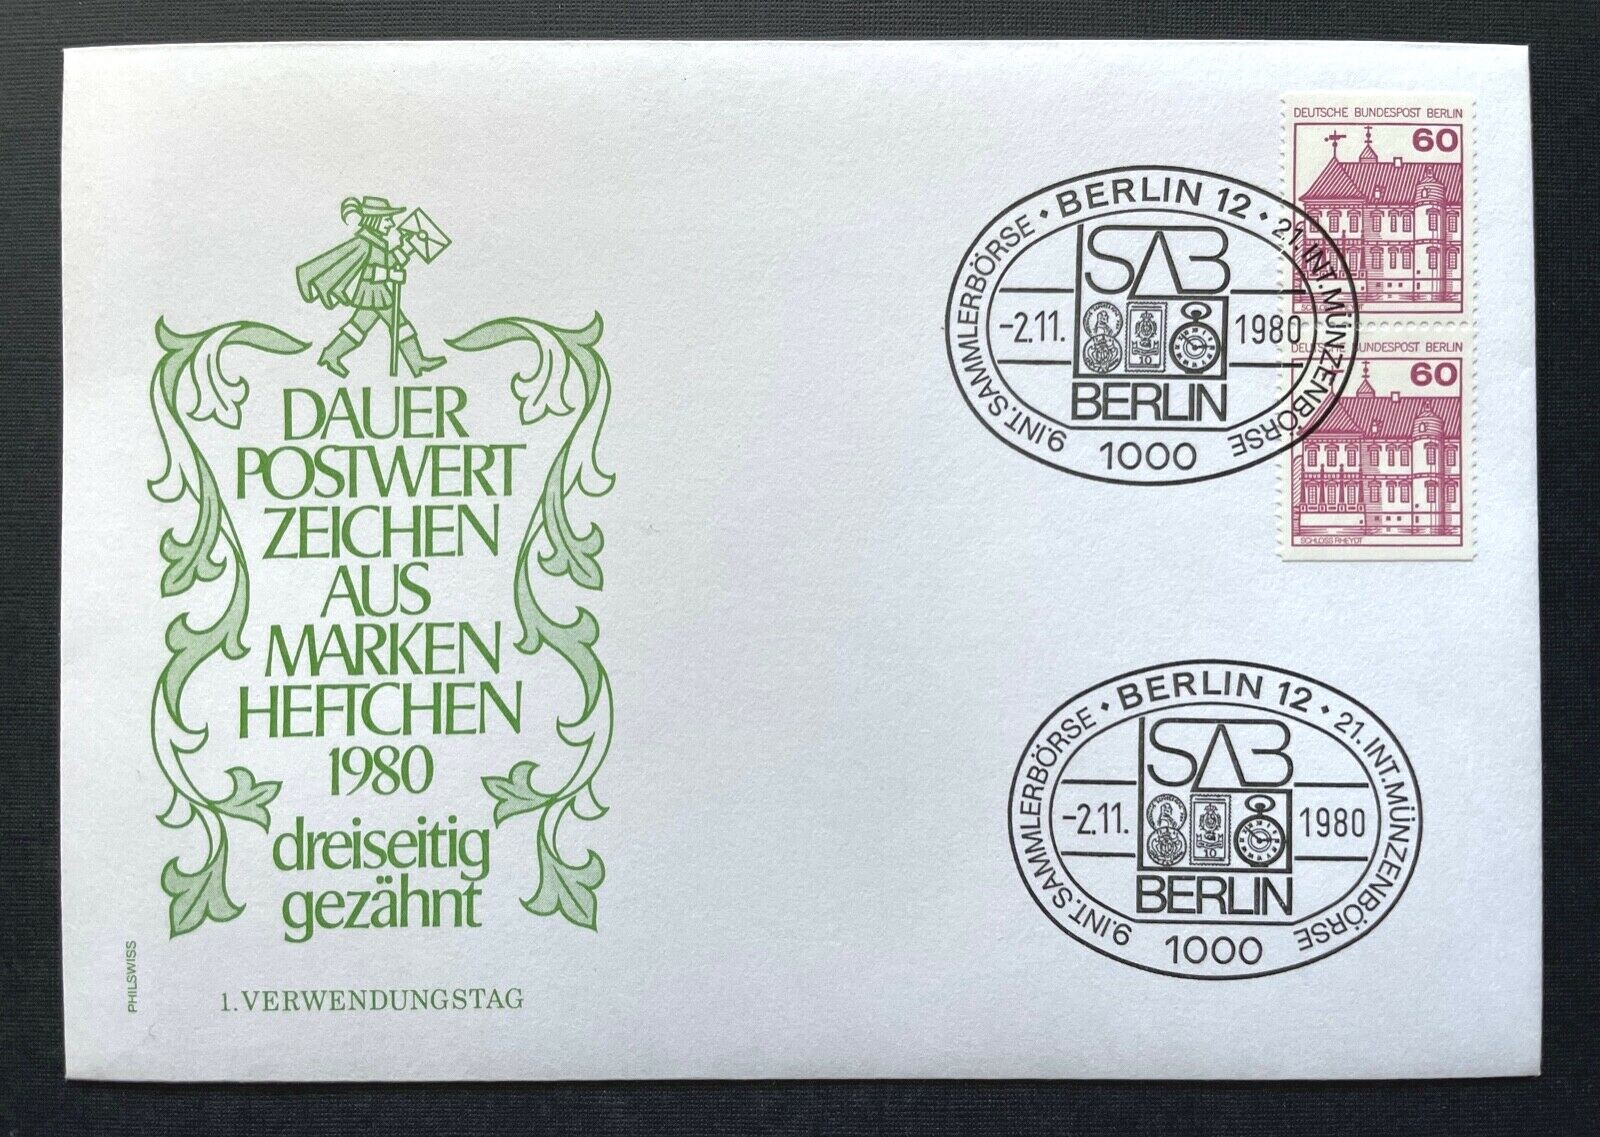 DAUER
POSTWERT
ZEICHEN
AUS
MARKEN
HEFTCHEN
1980
dreiseitig
gezähnt
1. VERWENDUNGSTAG
PHILSWISS
DEUTSCHE BUNDESPOST BERLIN
60
DEUTSCHE BUNDESPOST BERLIN
60
SCHLOSS RHEYDT
9. INT. SAMMLERBÖRSE • BERLIN 12 • 21. INT. MÜNZENBÖRSE
SAB
-2.11. 1980
10
BERLIN
1000
9. INT. SAMMLERBÖRSE • BERLIN 12 • 21. INT. MÜNZENBÖRSE
SAB
-2.11. 1980
10
BERLIN
1000